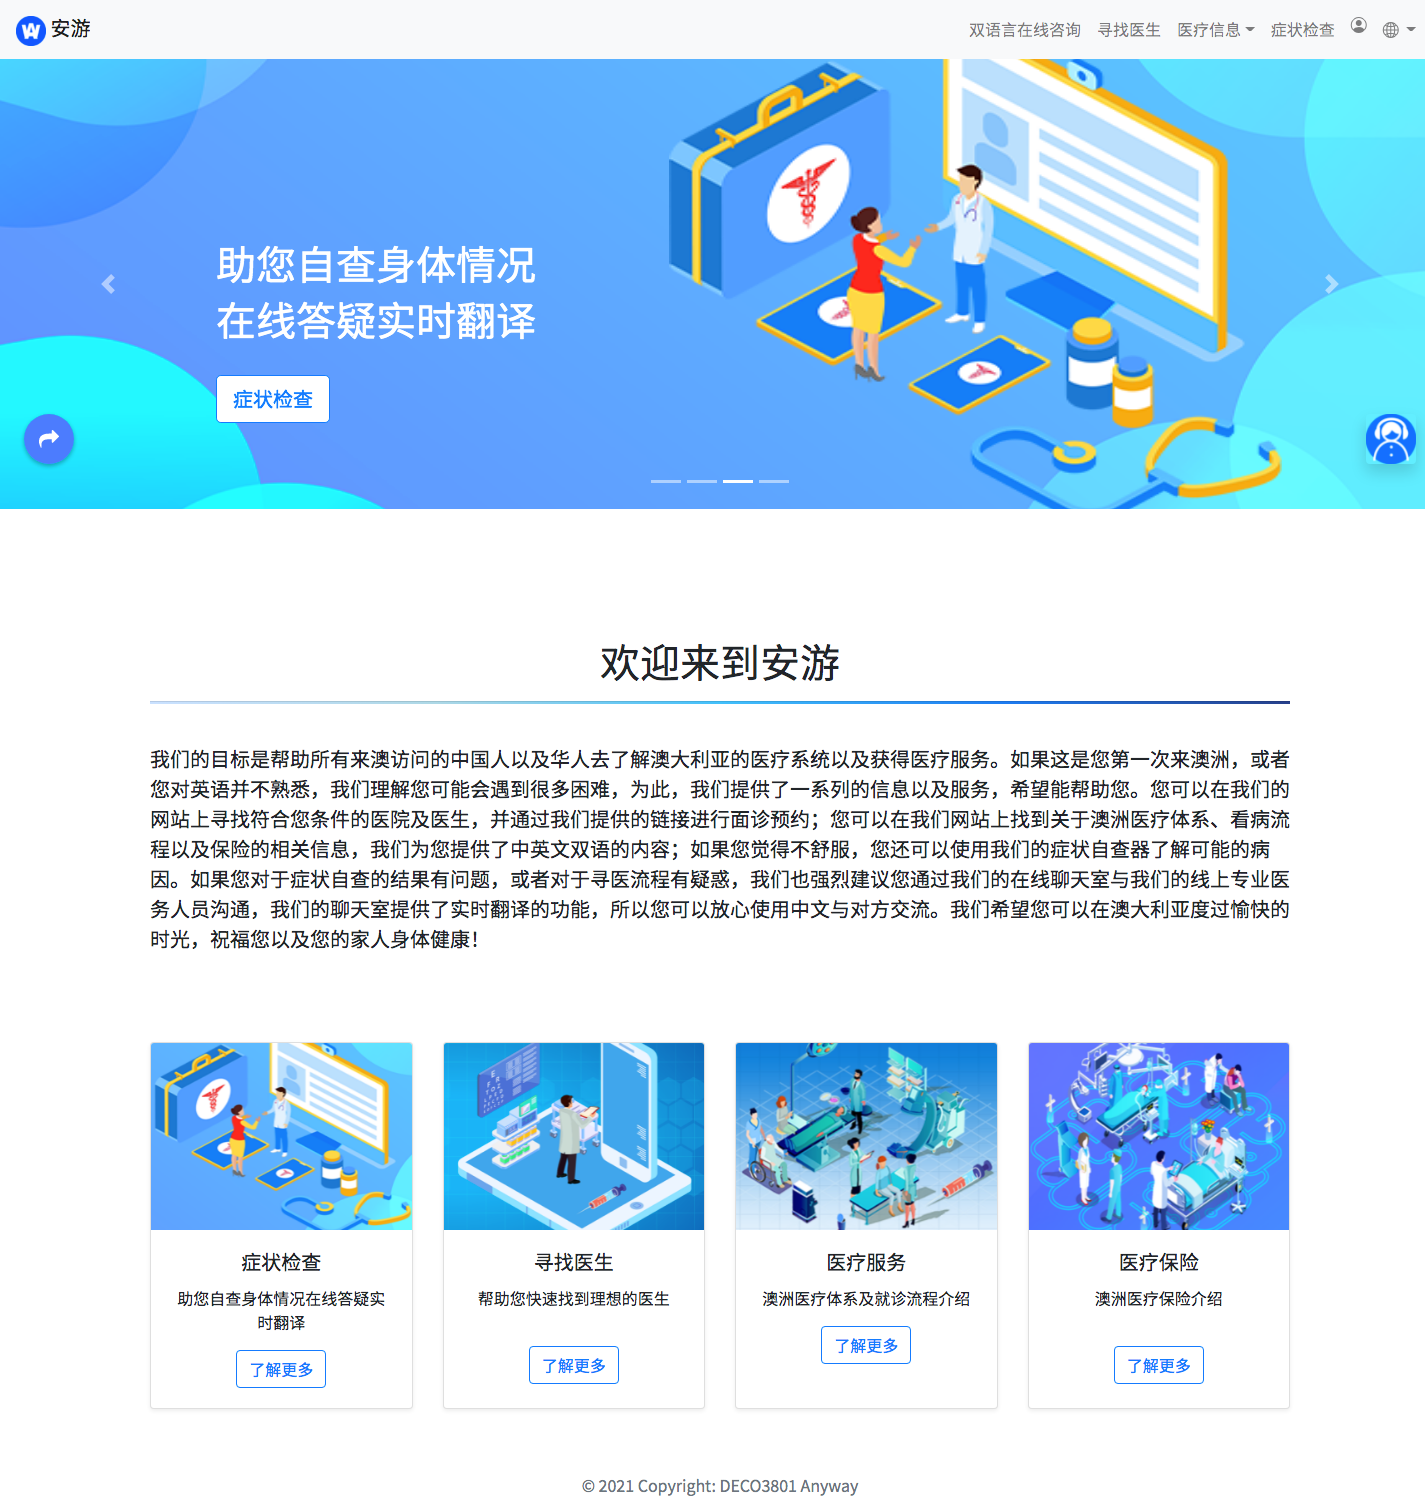 安游
双语言在线咨询 寻找医生 医疗信息 症状检查
助您自查身体情况
在线答疑实时翻译
症状检查
欢迎来到安游
我们的目标是帮助所有来澳访问的中国人以及华人去了解澳大利亚的医疗系统以及获得医疗服务。如果这是您第一次来澳洲，或者
您对英语并不熟悉，我们理解您可能会遇到很多困难，为此，我们提供了一系列的信息以及服务，希望能帮助您。您可以在我们的
网站上寻找符合您条件的医院及医生，并通过我们提供的链接进行面诊预约；您可以在我们网站上找到关于澳洲医疗体系、看病流
程以及保险的相关信息，我们为您提供了中英文双语的内容；如果您觉得不舒服，您还可以使用我们的症状自查器了解可能的病
因。如果您对于症状自查的结果有问题，或者对于寻医流程有疑惑，我们也强烈建议您通过我们的在线聊天室与我们的线上专业医
务人员沟通，我们的聊天室提供了实时翻译的功能，所以您可以放心使用中文与对方交流。我们希望您可以在澳大利亚度过愉快的
时光，祝福您以及您的家人身体健康！
症状检查
助您自查身体情况在线答疑实
时翻译
了解更多
寻找医生
帮助您快速找到理想的医生
了解更多
医疗服务
澳洲医疗体系及就诊流程介绍
了解更多
医疗保险
澳洲医疗保险介绍
了解更多
© 2021 Copyright: DECO3801 Anyway